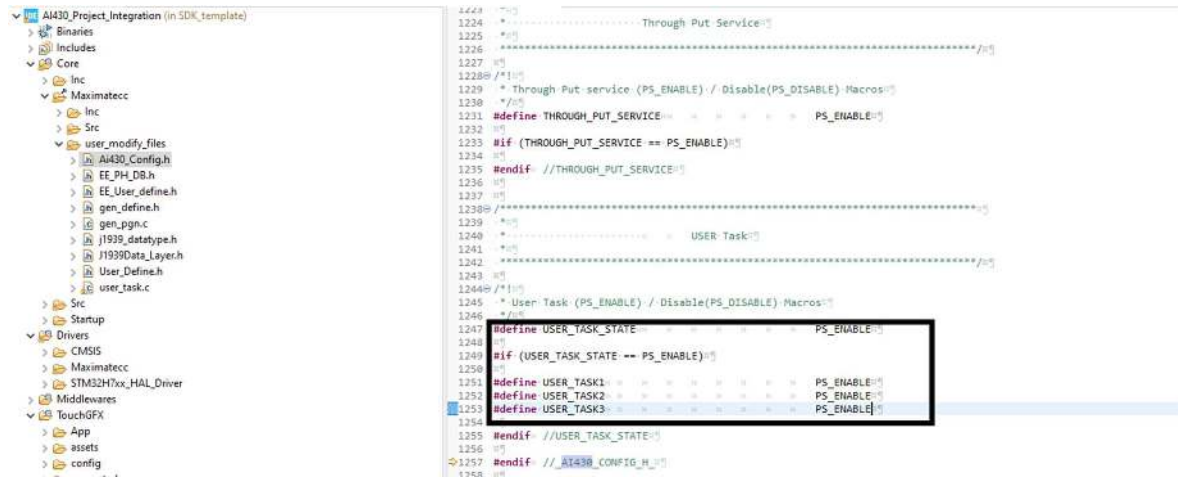 AI430_Project_Integration (in SDK_template)
Binaries
Includes
Core
Inc
Maximatecc
Inc
Src
user_modify_files
Ai430_Config.h
EE_PH_DB.h
EE_User_define.h
gen_define.h
gen_pgn.c
j1939_datatype.h
J1939Data_Layer.h
User_Define.h
user_task.c
Src
Startup
Drivers
CMSIS
Maximatecc
STM32H7xx_HAL_Driver
Middlewares
TouchGFX
App
assets
config
1223 *
1224 * Through Put Service
1225 *
1226 ******************************************************************************/
1227
1228 /*!
1229 * Through Put service (PS_ENABLE) / Disable(PS_DISABLE) Macros
1230 */
1231 #define THROUGH_PUT_SERVICE PS_ENABLE
1232
1233 #if (THROUGH_PUT_SERVICE == PS_ENABLE)
1234
1235 #endif //THROUGH_PUT_SERVICE
1236
1237
1238 /******************************************************************************
1239 *
1240 * USER Task
1241 *
1242 ******************************************************************************/
1243
1244 /*!
1245 * User Task (PS_ENABLE) / Disable(PS_DISABLE) Macros
1246 */
1247 #define USER_TASK_STATE PS_ENABLE
1248
1249 #if (USER_TASK_STATE == PS_ENABLE)
1250
1251 #define USER_TASK1 PS_ENABLE
1252 #define USER_TASK2 PS_ENABLE
1253 #define USER_TASK3 PS_ENABLE
1254
1255 #endif //USER_TASK_STATE
1256
1257 #endif //_AI430_CONFIG_H_
1258